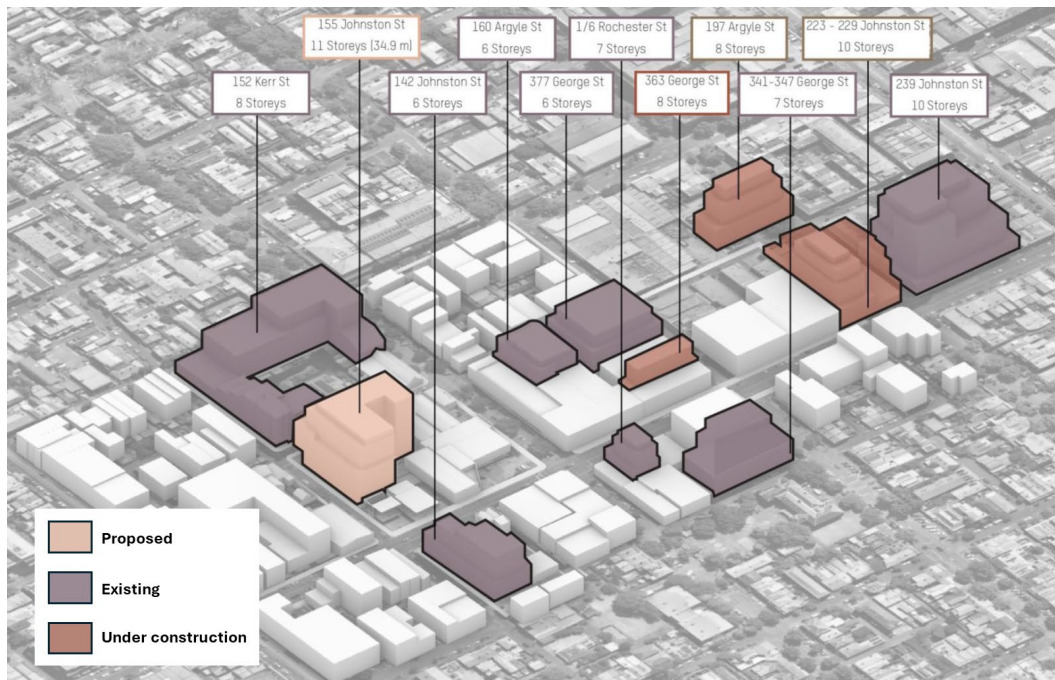 155 Johnston St
11 Storeys (34.9 m)
160 Argyle St
6 Storeys
1/6 Rochester St
7 Storeys
197 Argyle St
8 Storeys
223 - 229 Johnston St
10 Storeys
152 Kerr St
8 Storeys
142 Johnston St
6 Storeys
377 George St
6 Storeys
363 George St
8 Storeys
341-347 George St
7 Storeys
239 Johnston St
10 Storeys
Proposed
Existing
Under construction